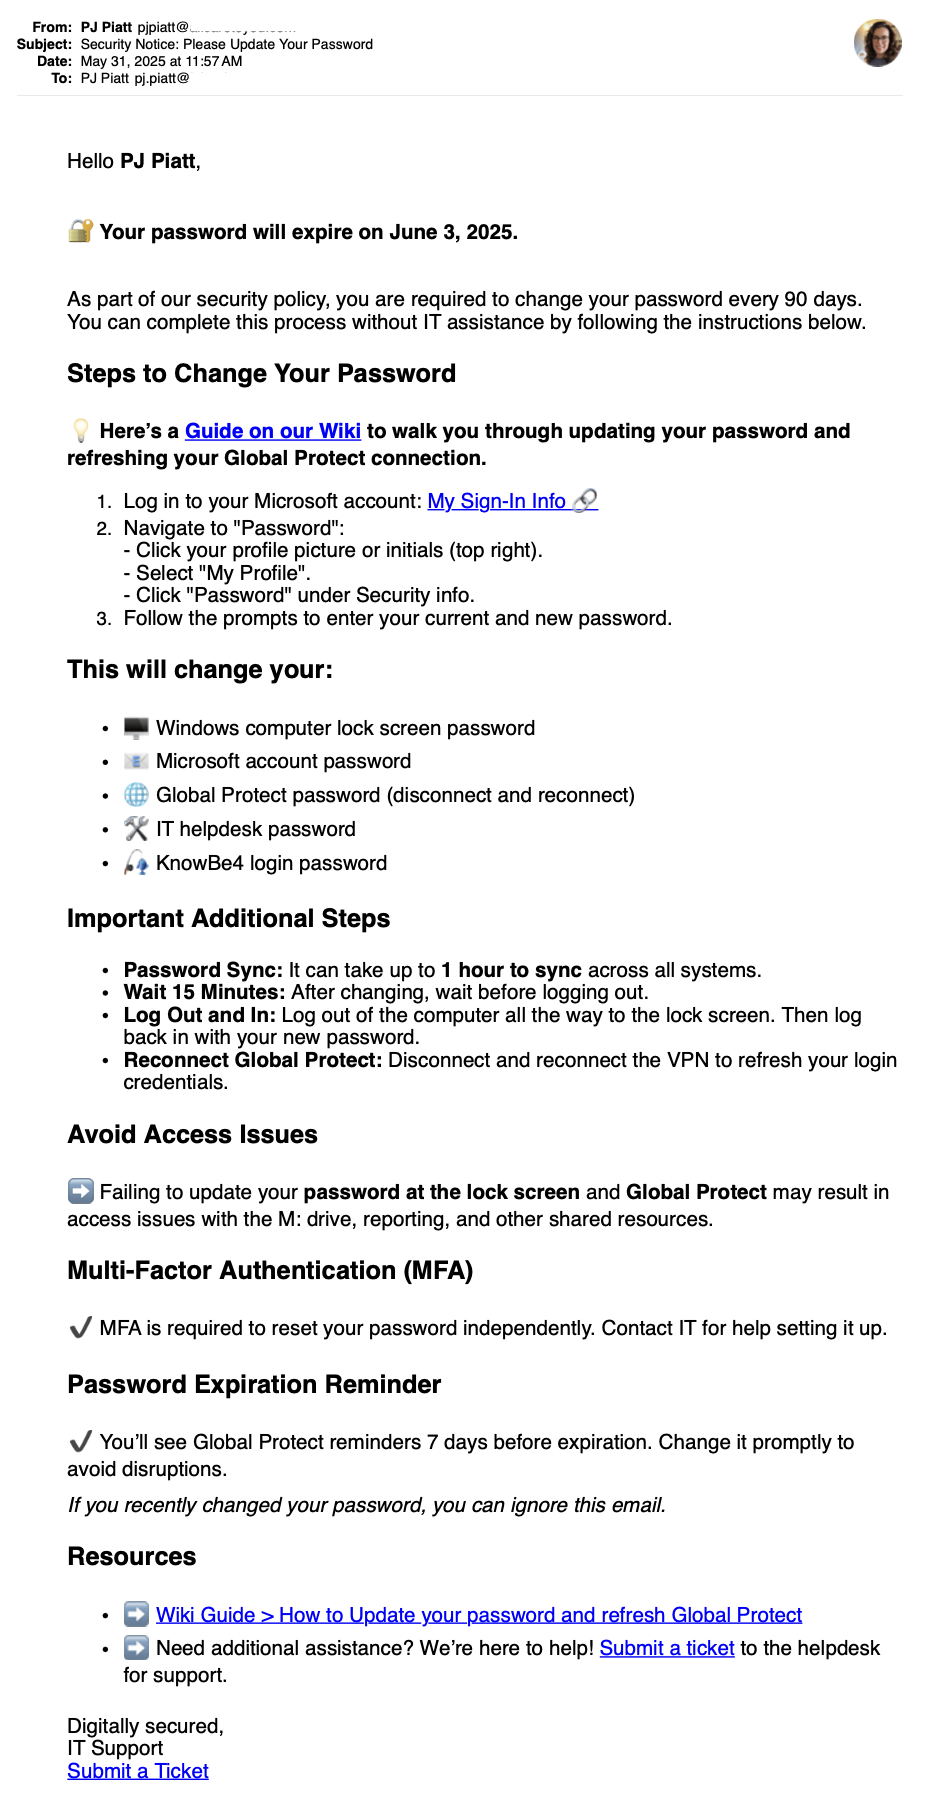 From: PJ Piatt pjpiatt@
Subject: Security Notice: Please Update Your Password
Date: May 31, 2025 at 11:57 AM
To: PJ Piatt pj.piatt@
Hello PJ Piatt,
🔐 Your password will expire on June 3, 2025.
As part of our security policy, you are required to change your password every 90 days.
You can complete this process without IT assistance by following the instructions below.
Steps to Change Your Password
💡 Here’s a Guide on our Wiki to walk you through updating your password and
refreshing your Global Protect connection.
1. Log in to your Microsoft account: My Sign-In Info 🔗
2. Navigate to "Password":
- Click your profile picture or initials (top right).
- Select "My Profile".
- Click "Password" under Security info.
3. Follow the prompts to enter your current and new password.
This will change your:
• 🖥️ Windows computer lock screen password
• 📧 Microsoft account password
• 🌐 Global Protect password (disconnect and reconnect)
• 🛠️ IT helpdesk password
• 🎣 KnowBe4 login password
Important Additional Steps
• Password Sync: It can take up to 1 hour to sync across all systems.
• Wait 15 Minutes: After changing, wait before logging out.
• Log Out and In: Log out of the computer all the way to the lock screen. Then log
back in with your new password.
• Reconnect Global Protect: Disconnect and reconnect the VPN to refresh your login
credentials.
Avoid Access Issues
➡️ Failing to update your password at the lock screen and Global Protect may result in
access issues with the M: drive, reporting, and other shared resources.
Multi-Factor Authentication (MFA)
✔️ MFA is required to reset your password independently. Contact IT for help setting it up.
Password Expiration Reminder
✔️ You’ll see Global Protect reminders 7 days before expiration. Change it promptly to
avoid disruptions.
If you recently changed your password, you can ignore this email.
Resources
• ➡️ Wiki Guide > How to Update your password and refresh Global Protect
• ➡️ Need additional assistance? We’re here to help! Submit a ticket to the helpdesk
for support.
Digitally secured,
IT Support
Submit a Ticket